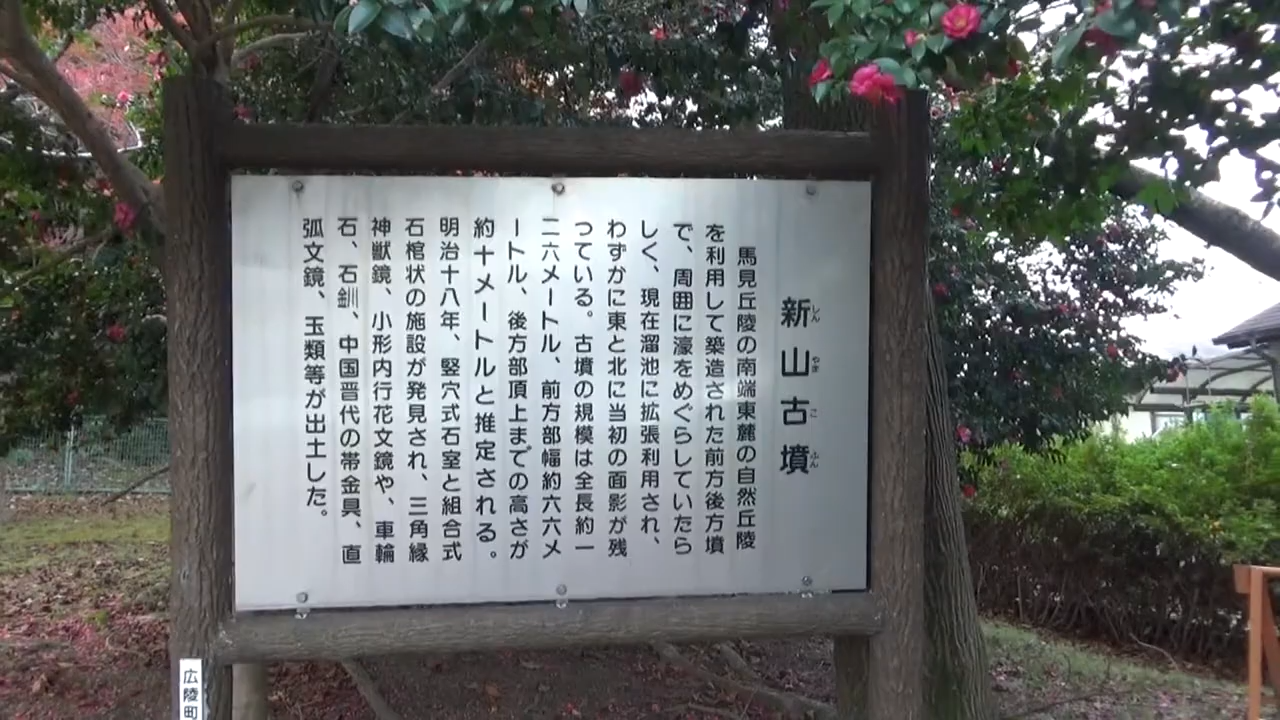 新山古墳
しん やま こ ふん
馬見丘陵の南端東麓の自然丘陵
を利用して築造された前方後方墳
で、周囲に濠をめぐらしていたら
しく、現在溜池に拡張利用され、
わずかに東と北に当初の面影が残
っている。古墳の規模は全長約一
二六メートル、前方部幅約六六メ
ートル、後方部頂上までの高さが
約十メートルと推定される。
明治十八年、竪穴式石室と組合式
石棺状の施設が発見され、三角縁
神獣鏡、小形内行花文鏡や、車輪
石、石釧、中国晋代の帯金具、直
弧文鏡、玉類等が出土した。
広陵町